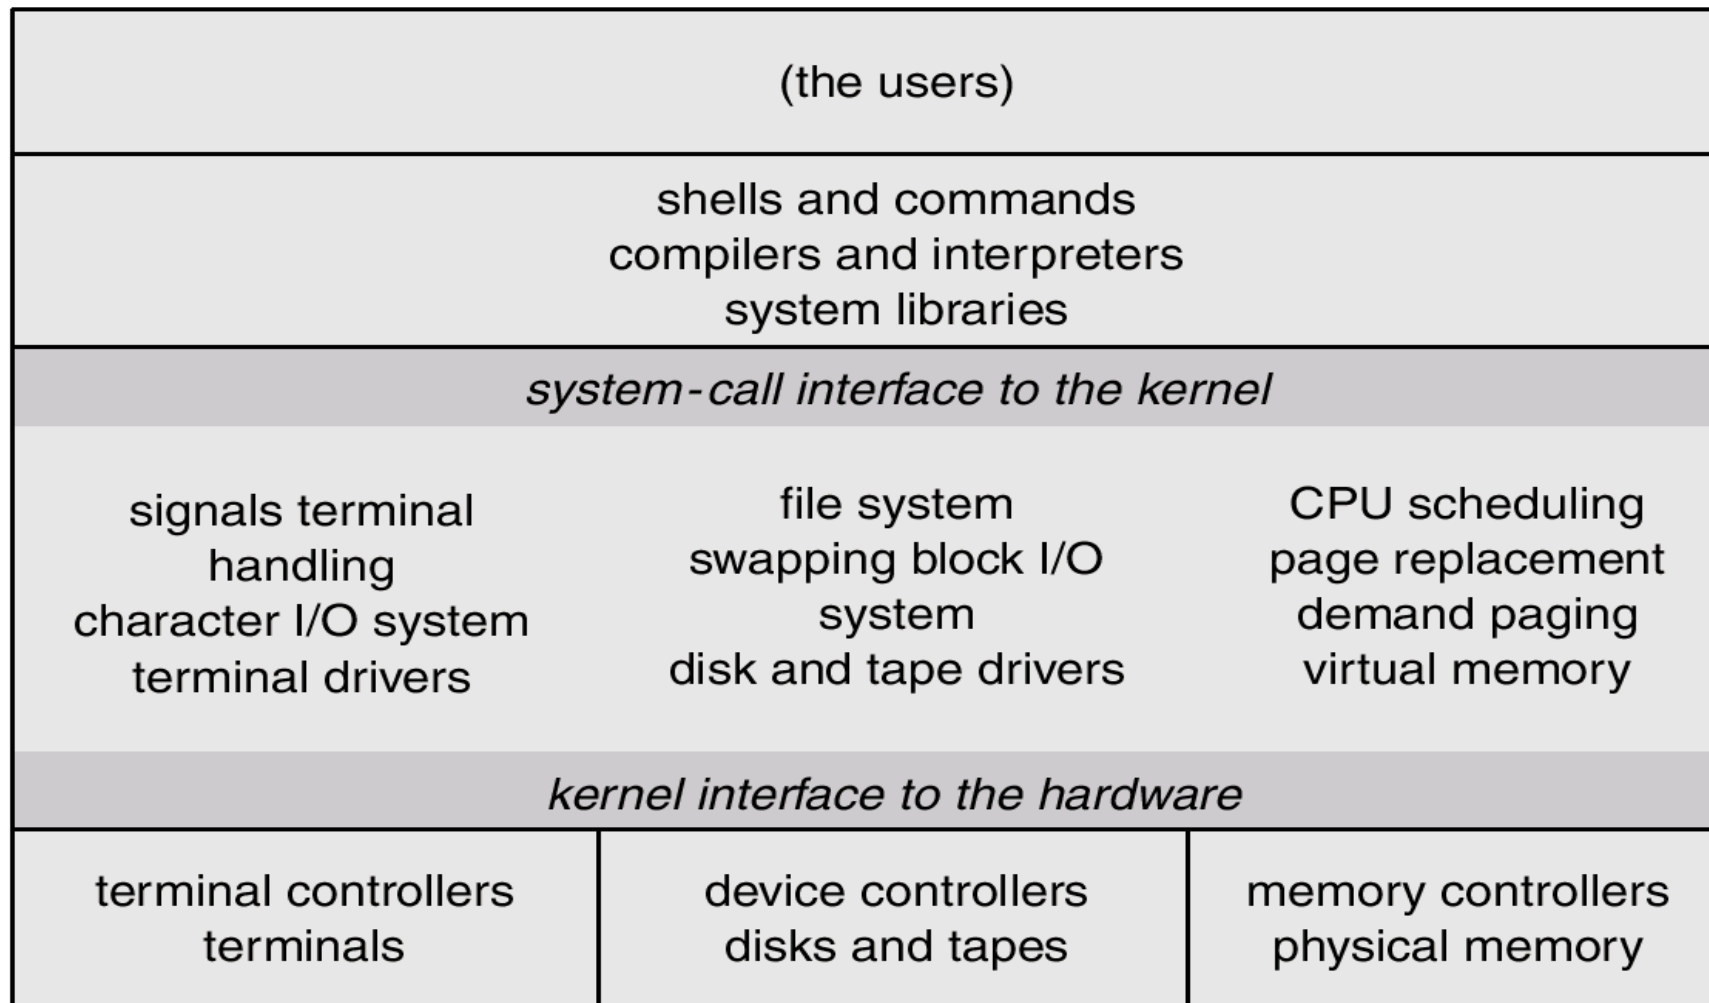 (the users)
shells and commands
compilers and interpreters
system libraries
system-call interface to the kernel
signals terminal
handling
character I/O system
terminal drivers
file system
swapping block I/O
system
disk and tape drivers
CPU scheduling
page replacement
demand paging
virtual memory
kernel interface to the hardware
terminal controllers
terminals
device controllers
disks and tapes
memory controllers
physical memory